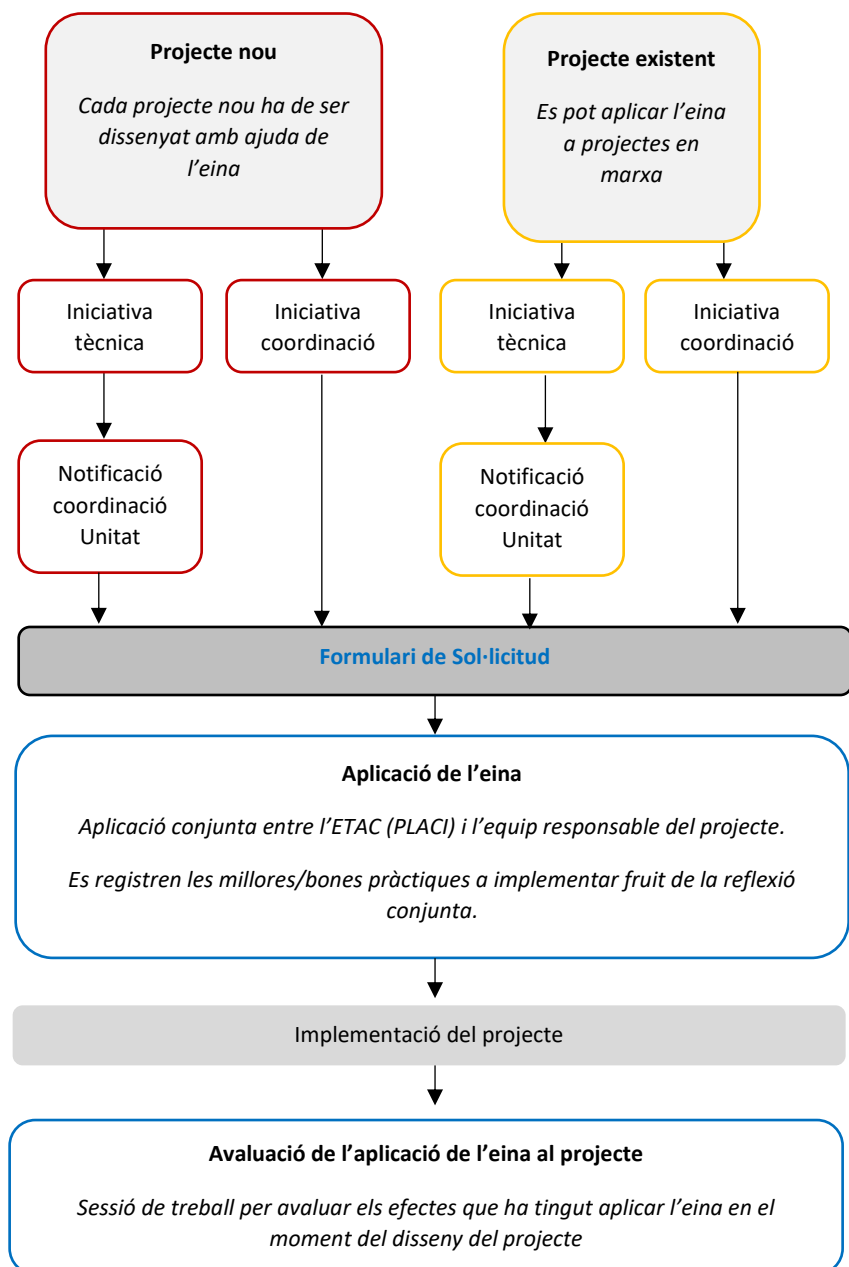 Projecte nou
Cada projecte nou ha de ser
dissenyat amb ajuda de
l’eina
Projecte existent
Es pot aplicar l’eina
a projectes en
marxa
Iniciativa
tècnica
Iniciativa
coordinació
Iniciativa
tècnica
Iniciativa
coordinació
Notificació
coordinació
Unitat
Notificació
coordinació
Unitat
Formulari de Sol·licitud
Aplicació de l’eina
Aplicació conjunta entre l’ETAC (PLACI) i l’equip responsable del projecte.
Es registren les millores/bones pràctiques a implementar fruit de la reflexió
conjunta.
Implementació del projecte
Avaluació de l’aplicació de l’eina al projecte
Sessió de treball per avaluar els efectes que ha tingut aplicar l’eina en el
moment del disseny del projecte